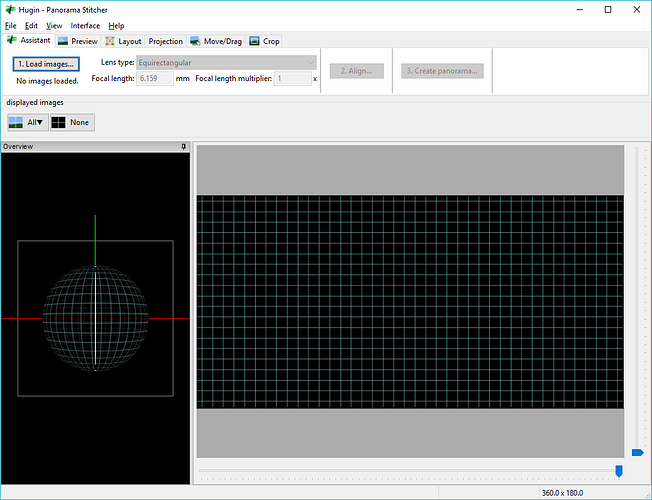 Hugin - Panorama Stitcher
File Edit View Interface Help
Assistant Preview Layout Projection Move/Drag Crop
1. Load images... Lens type: Equirectangular 2. Align... 3. Create panorama...
No images loaded. Focal length: 6.159 mm Focal length multiplier: 1 x
displayed images
All▼ None
Overview
360.0 x 180.0